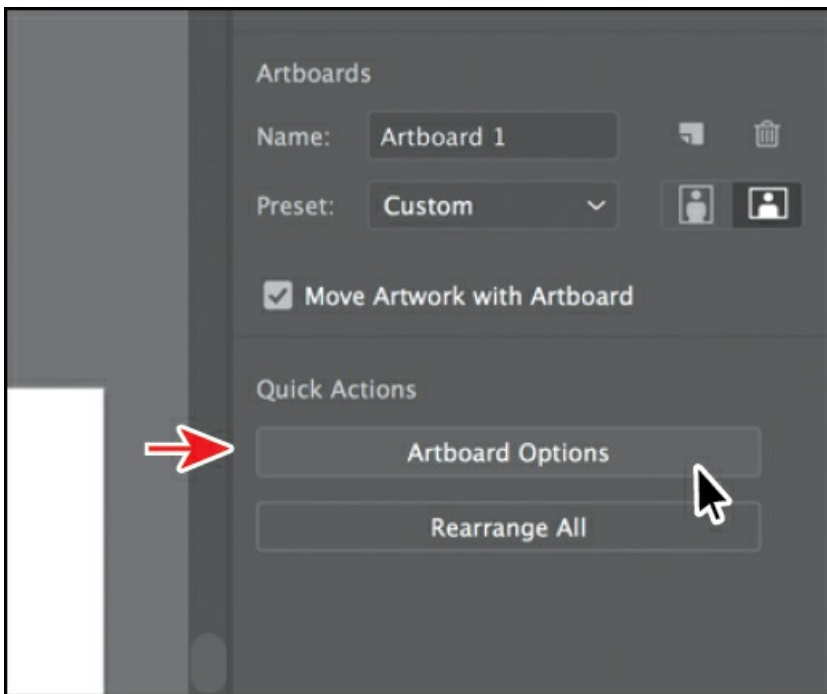 Artboards
Name: Artboard 1
Preset: Custom
Move Artwork with Artboard
Quick Actions
Artboard Options
Rearrange All